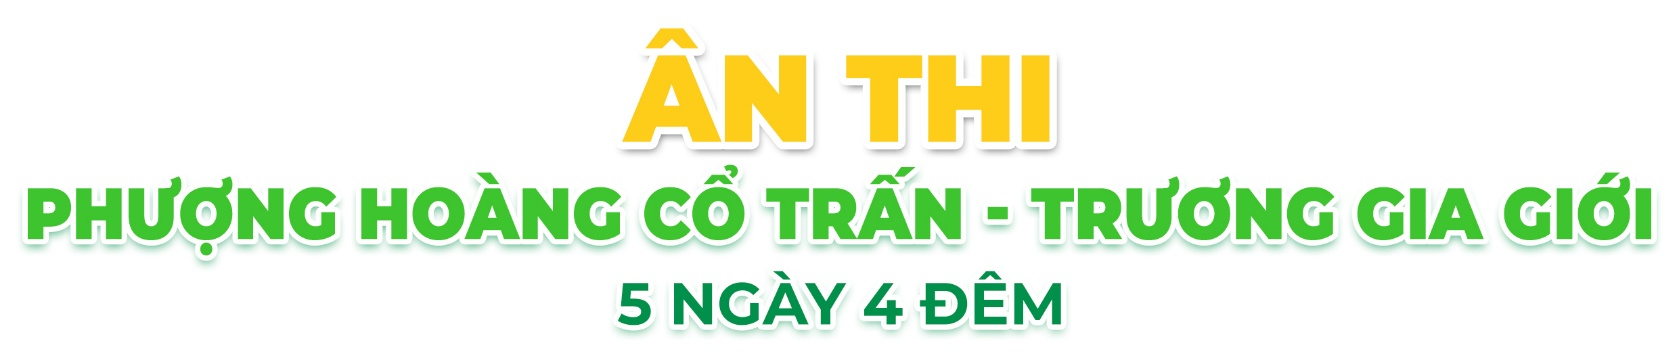 ÂN THI
PHƯỢNG HOÀNG CỔ TRẤN - TRƯƠNG GIA GIỚI
5 NGÀY 4 ĐÊM